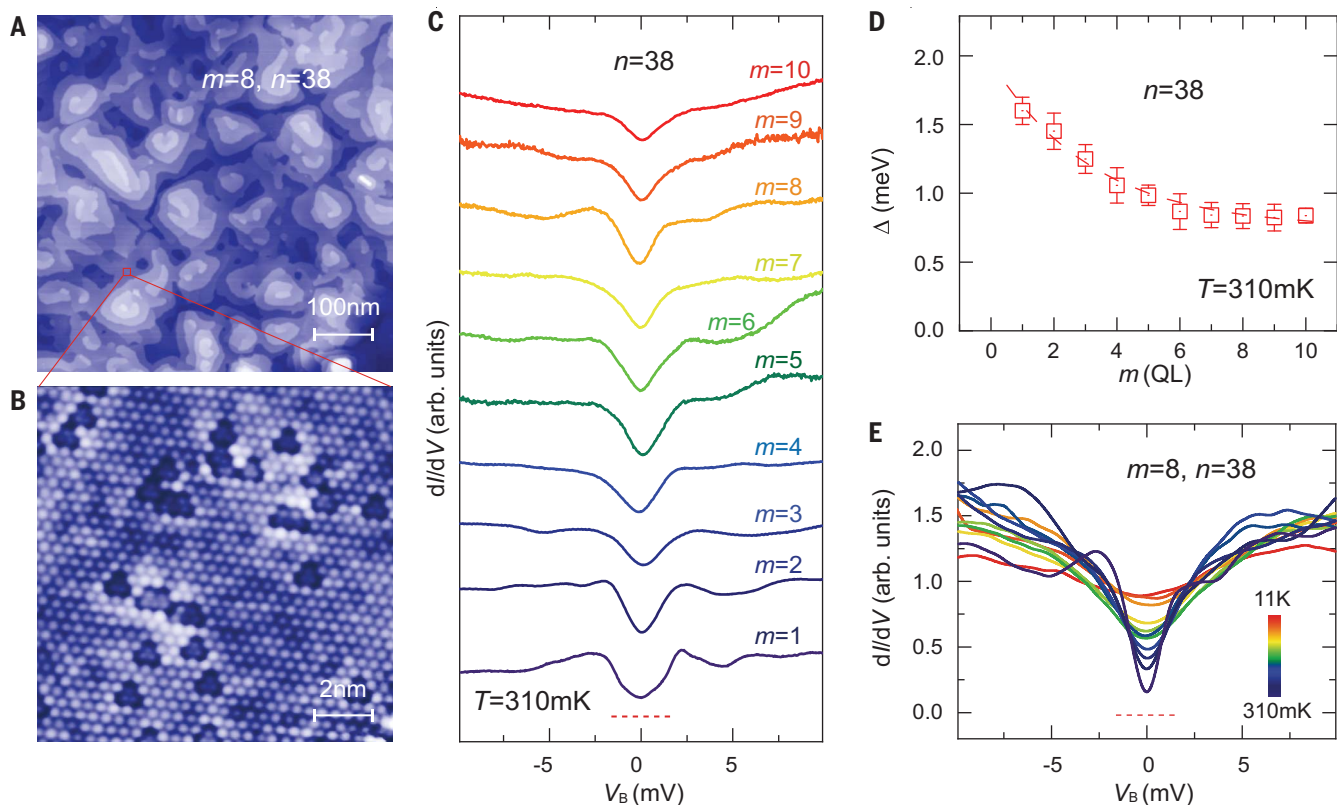 A
m=8, n=38
100nm
B
2nm
C
n=38
m=10
m=9
m=8
m=7
m=6
m=5
m=4
m=3
m=2
m=1
T=310mK
dI/dV (arb. units)
-5
0
5
V_B (mV)
D
2.0
1.5
1.0
0.5
0.0
n=38
T=310mK
Δ (meV)
0
2
4
6
8
10
m (QL)
E
2.0
1.5
1.0
0.5
0.0
m=8, n=38
11K
310mK
dI/dV (arb. units)
-5
0
5
V_B (mV)